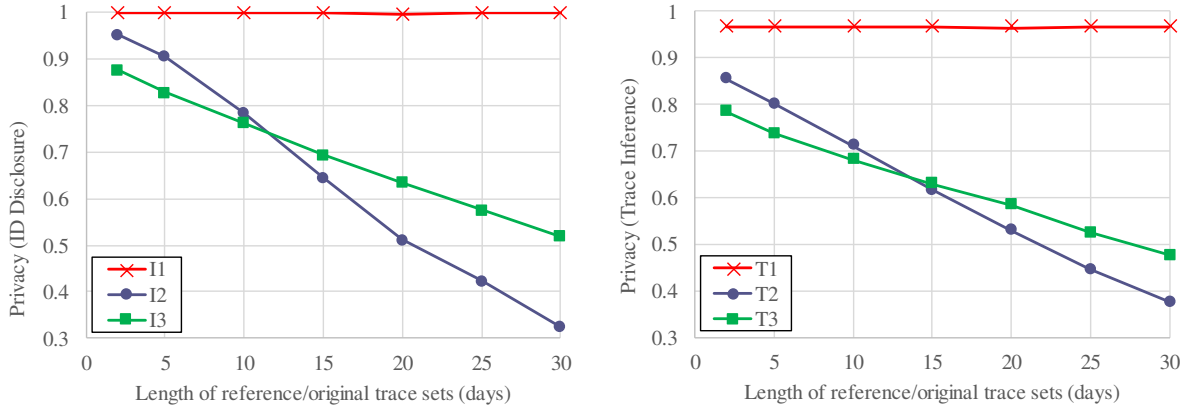 Privacy (ID Disclosure)
1
0.9
0.8
0.7
0.6
0.5
0.4
0.3
I1
I2
I3
0 5 10 15 20 25 30
Length of reference/original trace sets (days)
Privacy (Trace Inference)
1
0.9
0.8
0.7
0.6
0.5
0.4
0.3
T1
T2
T3
0 5 10 15 20 25 30
Length of reference/original trace sets (days)